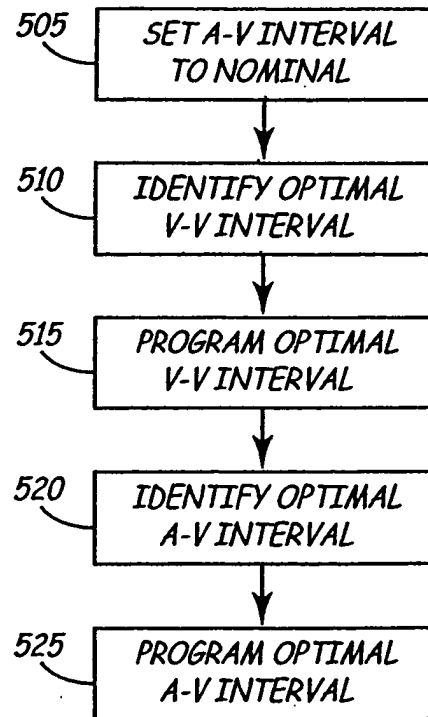 505
SET A-V INTERVAL
TO NOMINAL
510
IDENTIFY OPTIMAL
V-V INTERVAL
515
PROGRAM OPTIMAL
V-V INTERVAL
520
IDENTIFY OPTIMAL
A-V INTERVAL
525
PROGRAM OPTIMAL
A-V INTERVAL